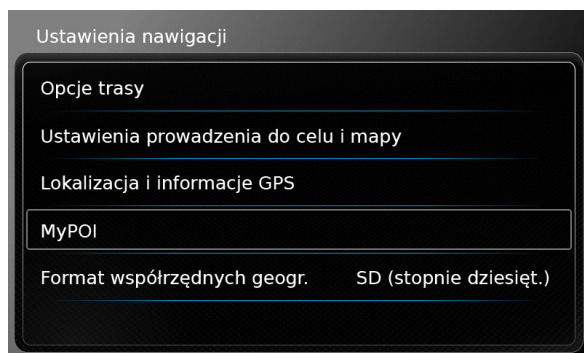 Ustawienia nawigacji
Opcje trasy
Ustawienia prowadzenia do celu i mapy
Lokalizacja i informacje GPS
MyPOI
Format współrzędnych geogr. SD (stopnie dziesięt.)